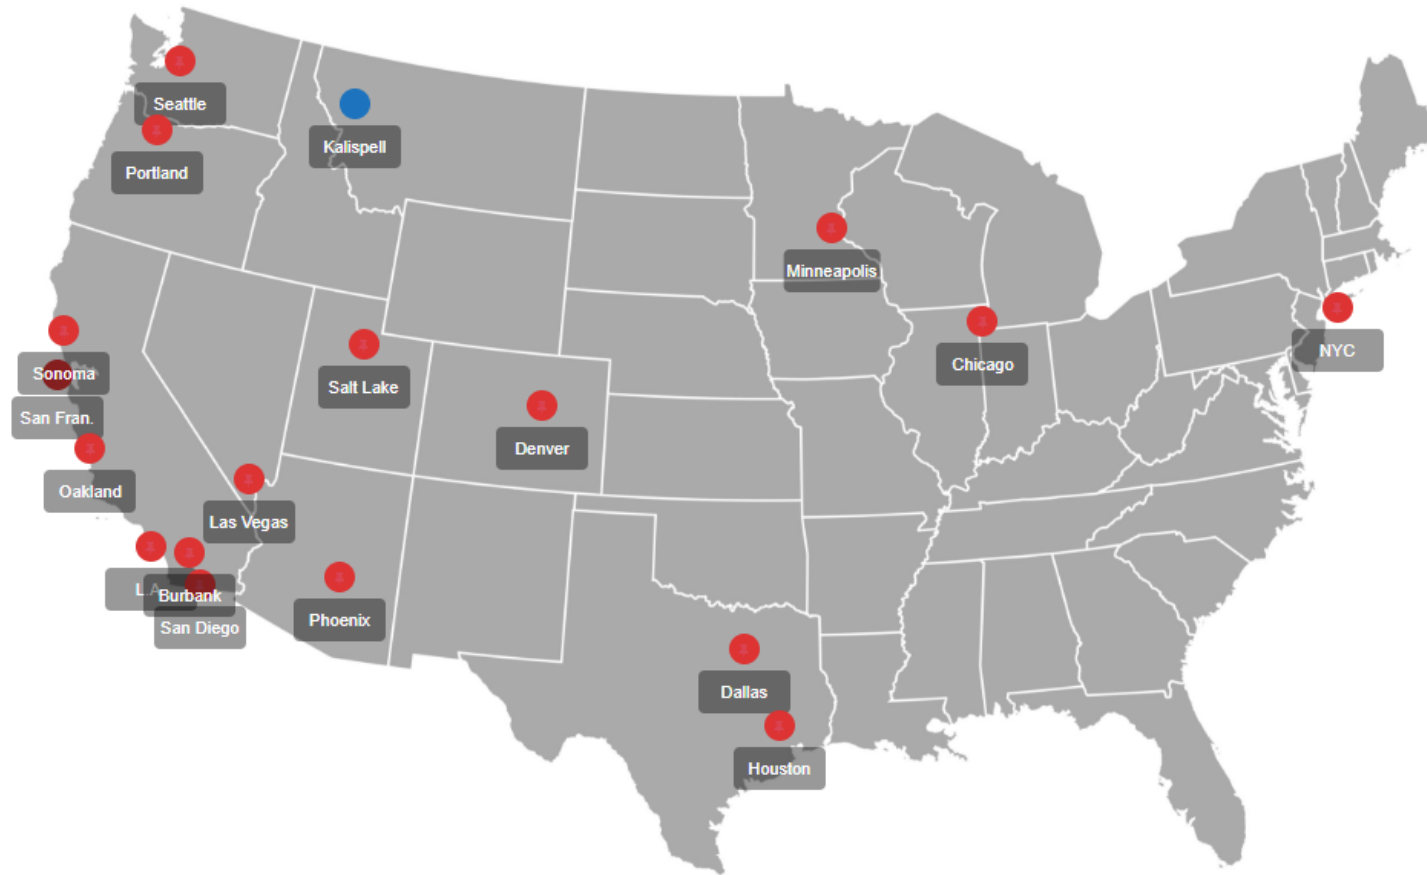 Seattle
Kalispell
Portland
Minneapolis
NYC
Chicago
Sonoma
Salt Lake
San Fran.
Denver
Oakland
Las Vegas
L.A.
Burbank
San Diego
Phoenix
Dallas
Houston